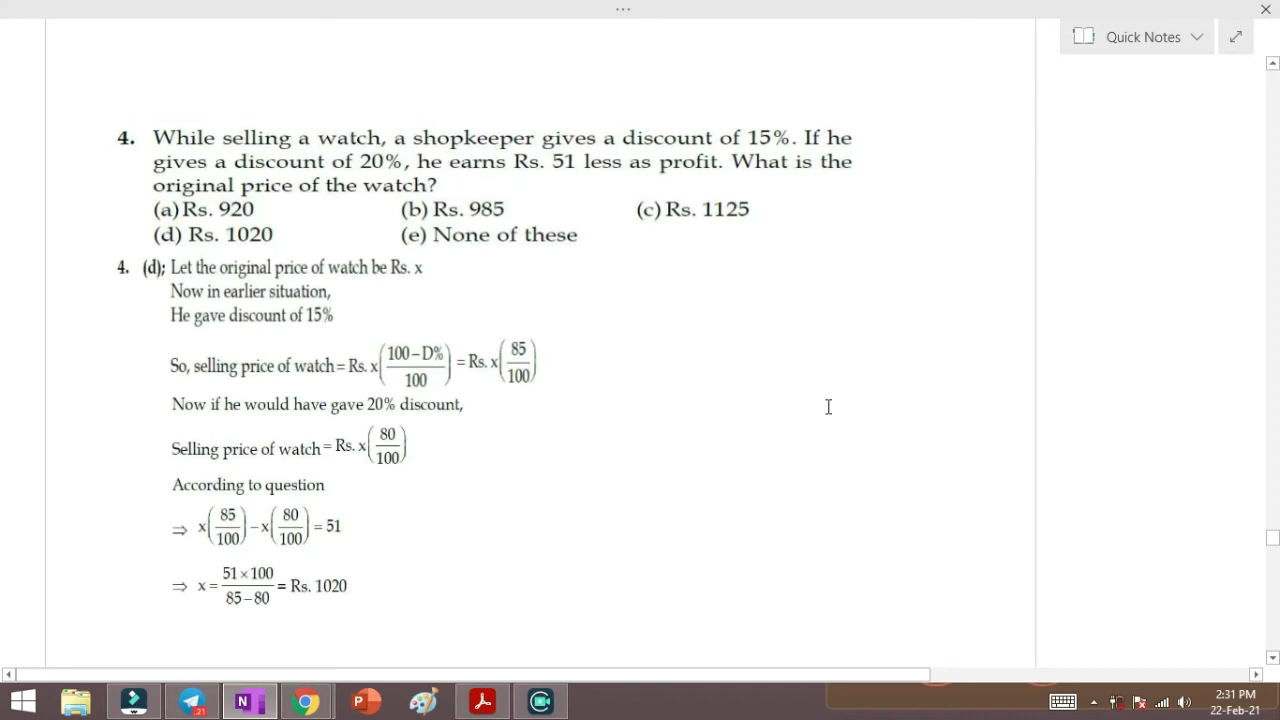 Quick Notes
4. While selling a watch, a shopkeeper gives a discount of 15%. If he
gives a discount of 20%, he earns Rs. 51 less as profit. What is the
original price of the watch?
(a) Rs. 920 (b) Rs. 985 (c) Rs. 1125
(d) Rs. 1020 (e) None of these
4. (d); Let the original price of watch be Rs. x
Now in earlier situation,
He gave discount of 15%
So, selling price of watch = Rs. x(100 – D%/100) = Rs. x(85/100)
Now if he would have gave 20% discount,
Selling price of watch = Rs. x(80/100)
According to question
⇒ x(85/100) – x(80/100) = 51
⇒ x = 51 × 100/85 – 80 = Rs. 1020
21
N
P
2:31 PM
22-Feb-21